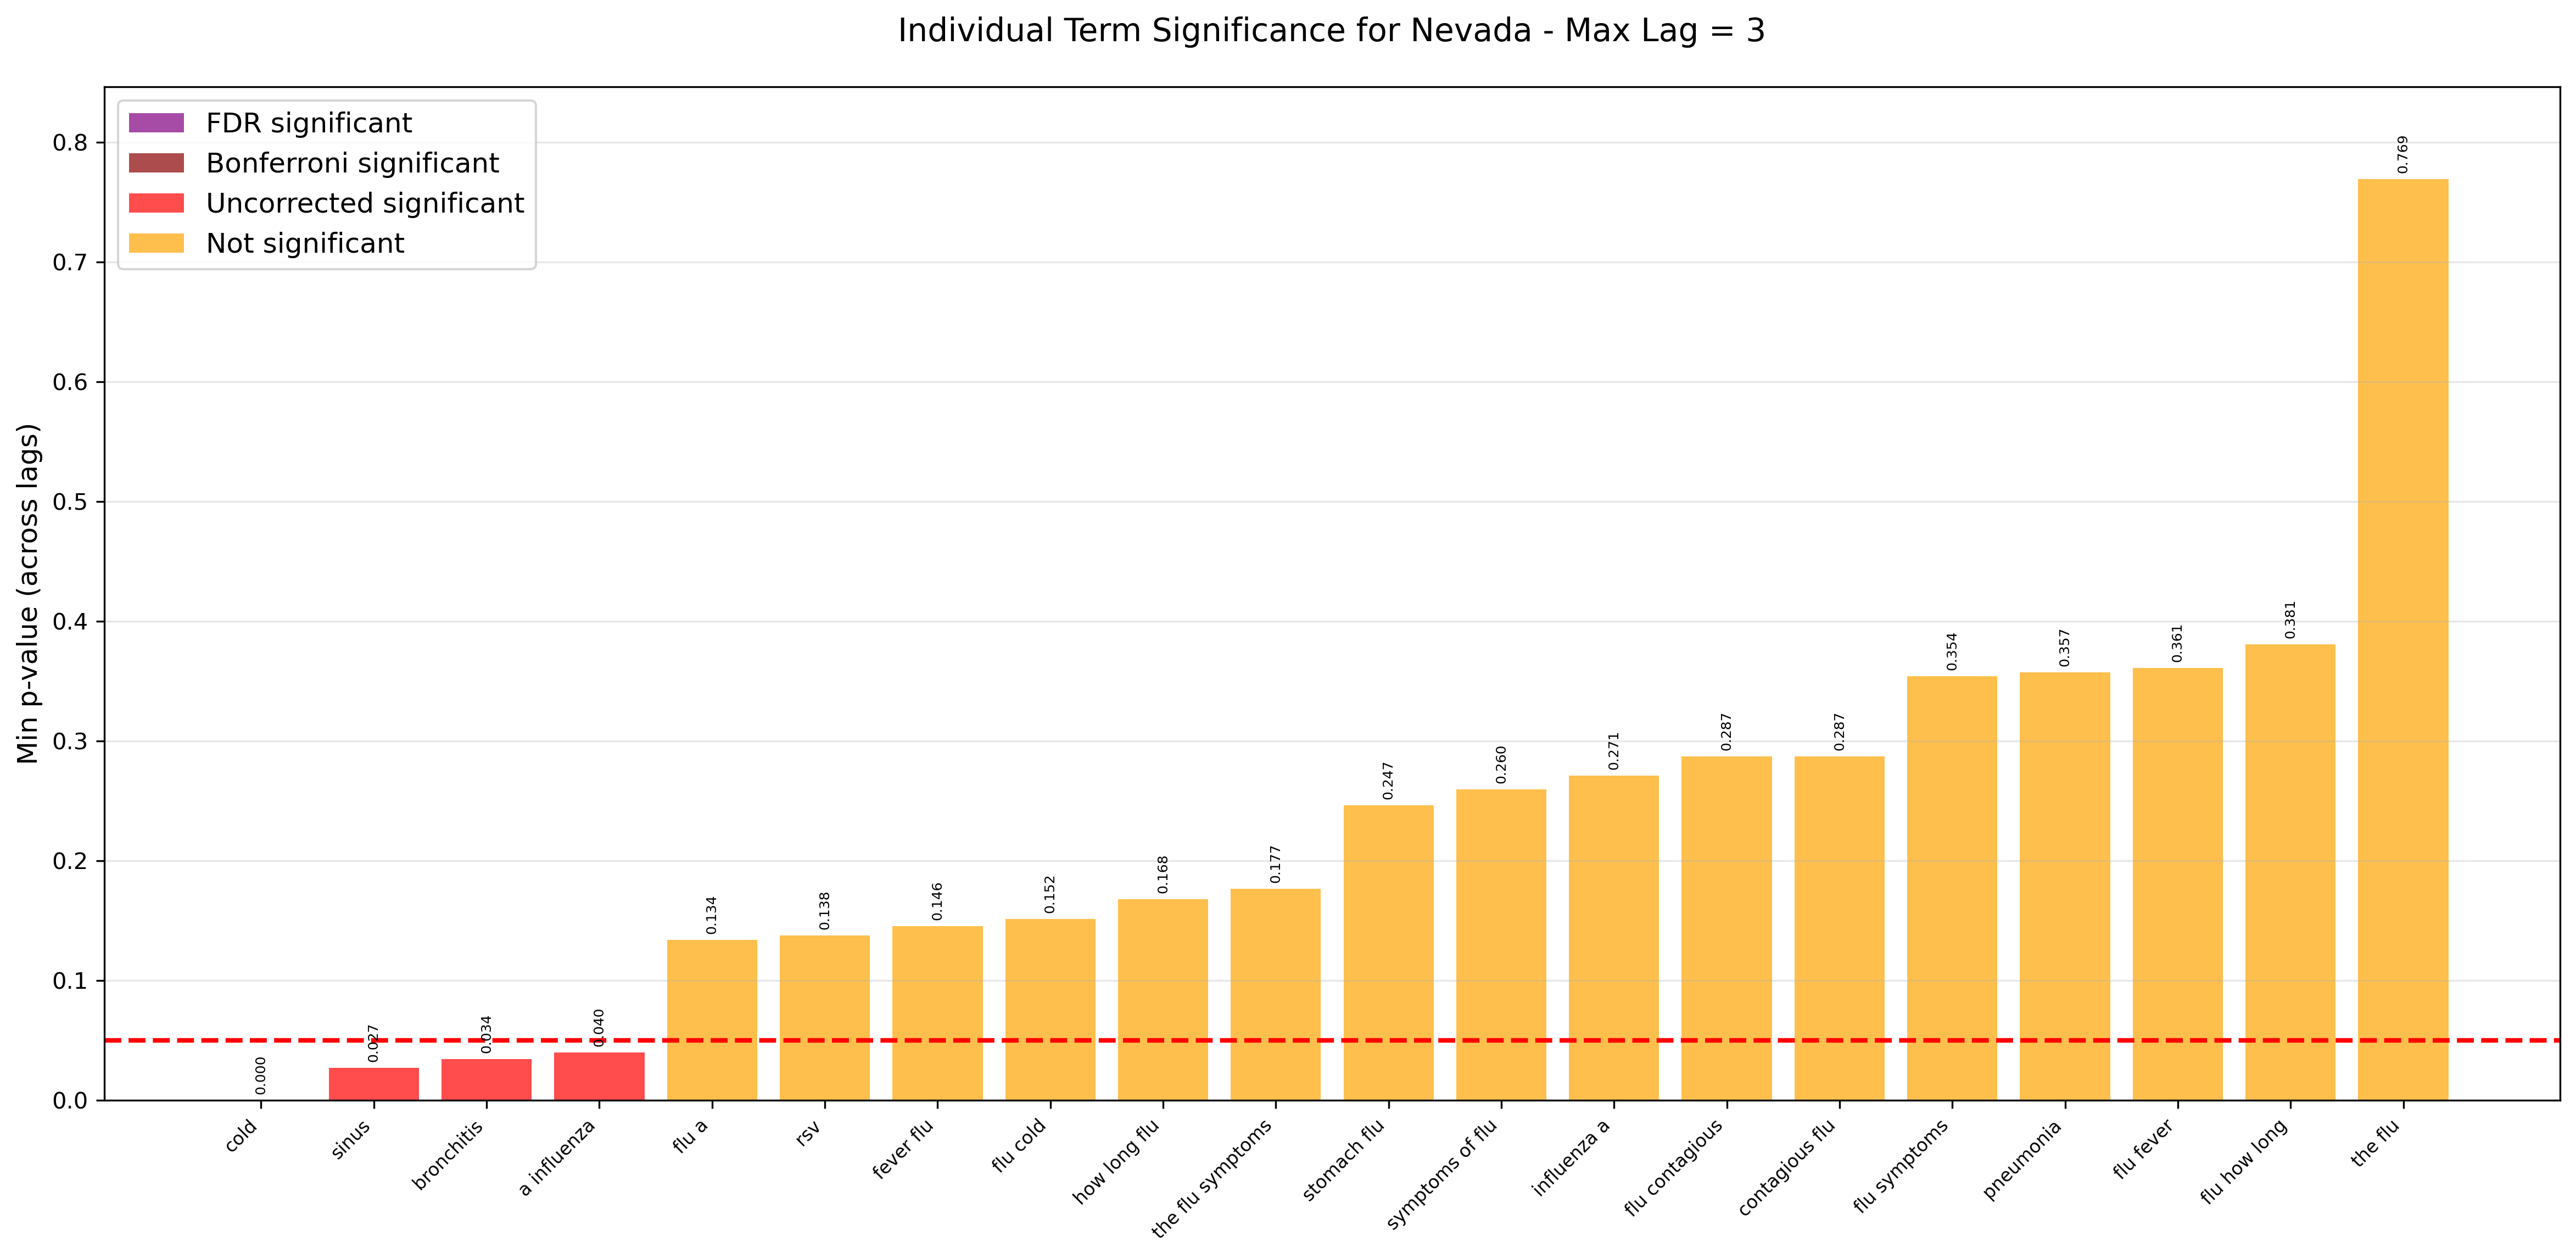 Individual Term Significance for Nevada - Max Lag = 3
FDR significant
Bonferroni significant
Uncorrected significant
Not significant
Min p-value (across lags)
0.8
0.7
0.6
0.5
0.4
0.3
0.2
0.1
0.0
0.000
0.027
0.034
0.040
0.134
0.138
0.146
0.152
0.168
0.177
0.247
0.260
0.271
0.287
0.287
0.354
0.357
0.361
0.381
0.769
cold
sinus
bronchitis
a influenza
flu a
rsv
fever flu
flu cold
how long flu
the flu symptoms
stomach flu
symptoms of flu
influenza a
flu contagious
contagious flu
flu symptoms
pneumonia
flu fever
flu how long
the flu